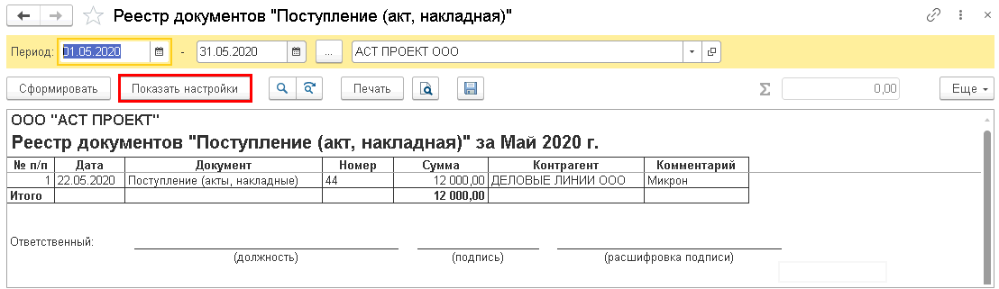 Реестр документов "Поступление (акт, накладная)"
Период: 01.05.2020 - 31.05.2020 ... АСТ ПРОЕКТ ООО
Сформировать Показать настройки Печать Σ 0,00 Еще
ООО "АСТ ПРОЕКТ"
Реестр документов "Поступление (акт, накладная)" за Май 2020 г.
№ п/п Дата Документ Номер Сумма Контрагент Комментарий
1 22.05.2020 Поступление (акты, накладные) 44 12 000,00 ДЕЛОВЫЕ ЛИНИИ ООО Микрон
Итого 12 000,00
Ответственный:
(должность) (подпись) (расшифровка подписи)